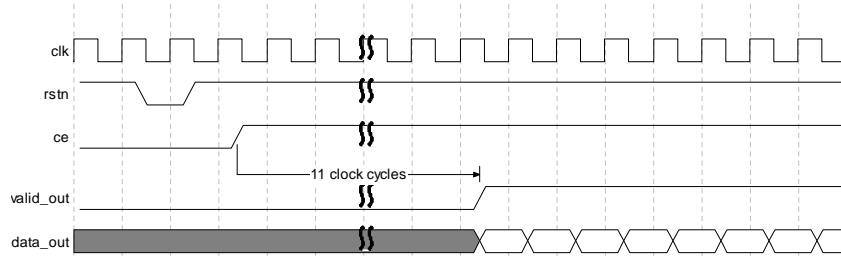 clk
rstn
ce
11 clock cycles
valid_out
data_out